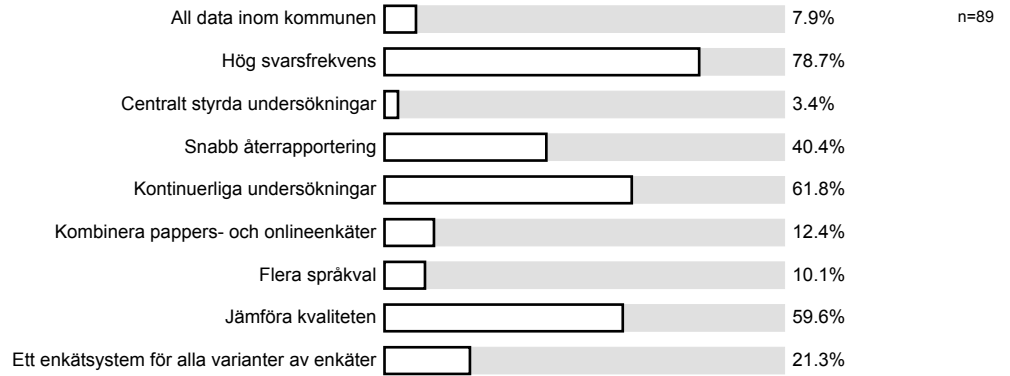 All data inom kommunen 7.9% n=89
Hög svarsfrekvens 78.7%
Centralt styrda undersökningar 3.4%
Snabb återrapportering 40.4%
Kontinuerliga undersökningar 61.8%
Kombinera pappers- och onlineenkäter 12.4%
Flera språkval 10.1%
Jämföra kvaliteten 59.6%
Ett enkätsystem för alla varianter av enkäter 21.3%